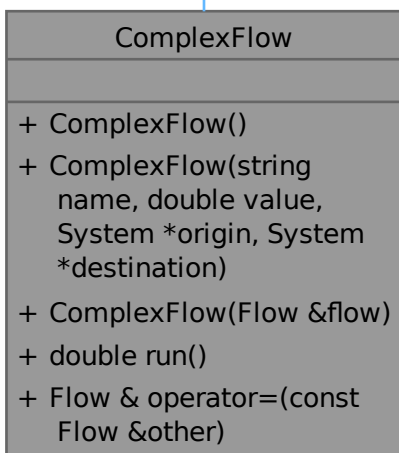 ComplexFlow
+ ComplexFlow()
+ ComplexFlow(string
name, double value,
System *origin, System
*destination)
+ ComplexFlow(Flow &flow)
+ double run()
+ Flow & operator=(const
Flow &other)